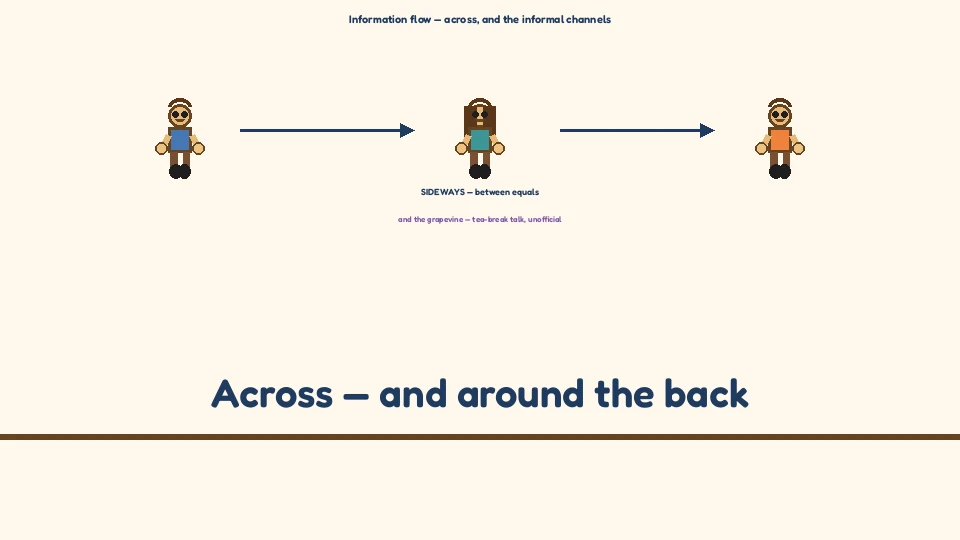 Information flow — across, and the informal channels
SIDEWAYS — between equals
and the grapevine — tea-break talk, unofficial
Across — and around the back